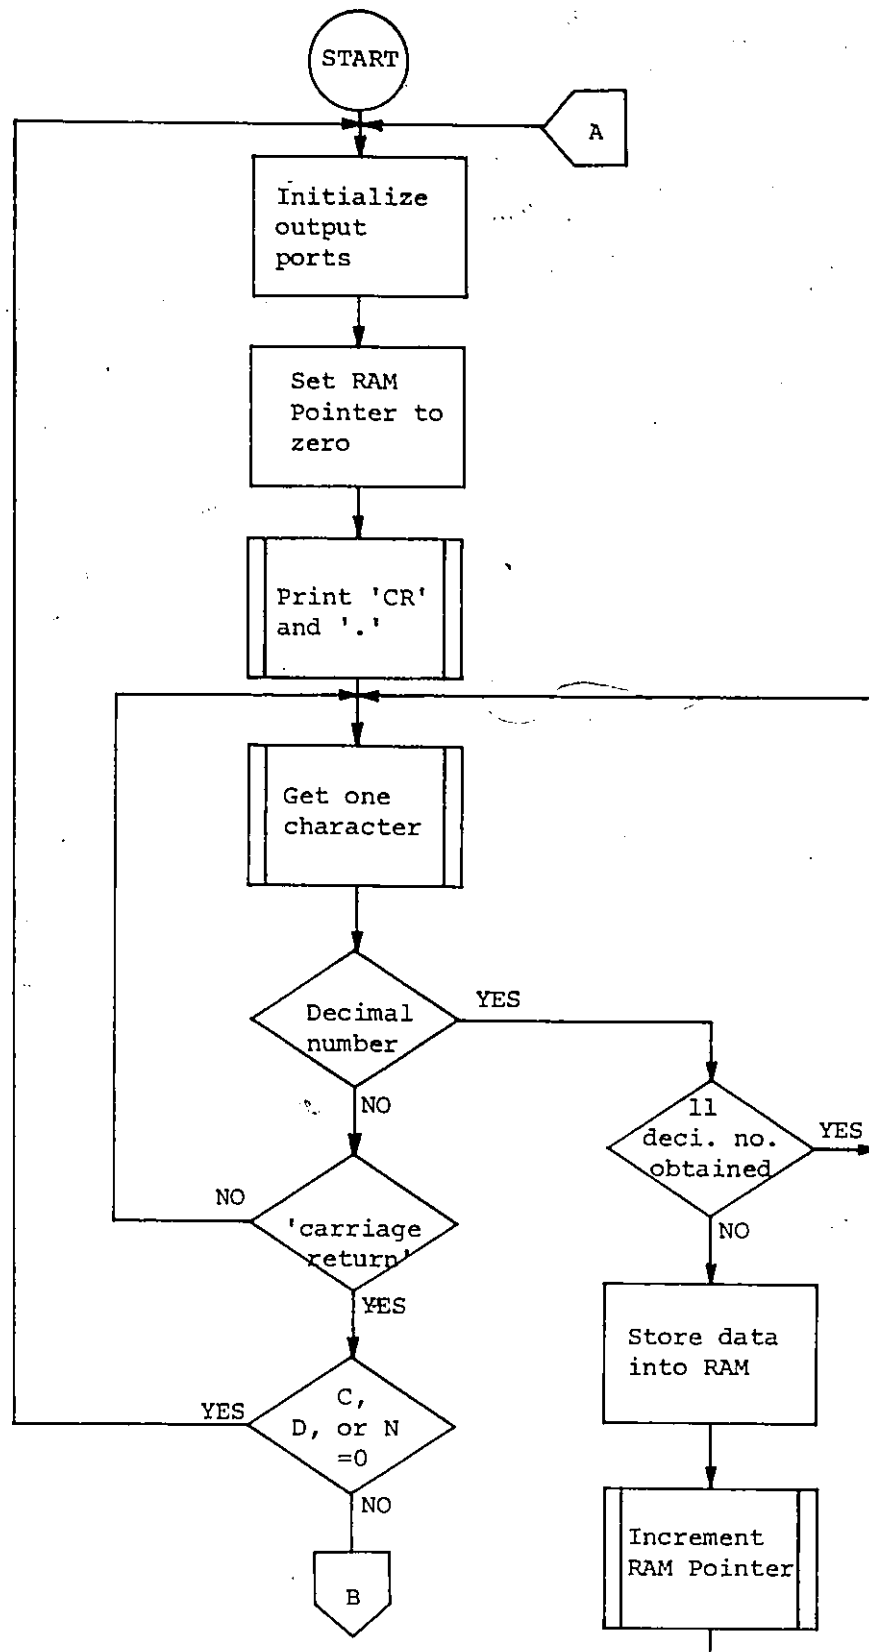 START
A
Initialize
output
ports
Set RAM
Pointer to
zero
Print 'CR'
and '.'
Get one
character
Decimal
number
YES
NO
11
deci. no.
obtained
YES
NO
'carriage
return'
NO
YES
Store data
into RAM
C,
D, or N
=0
YES
NO
Increment
RAM Pointer
B